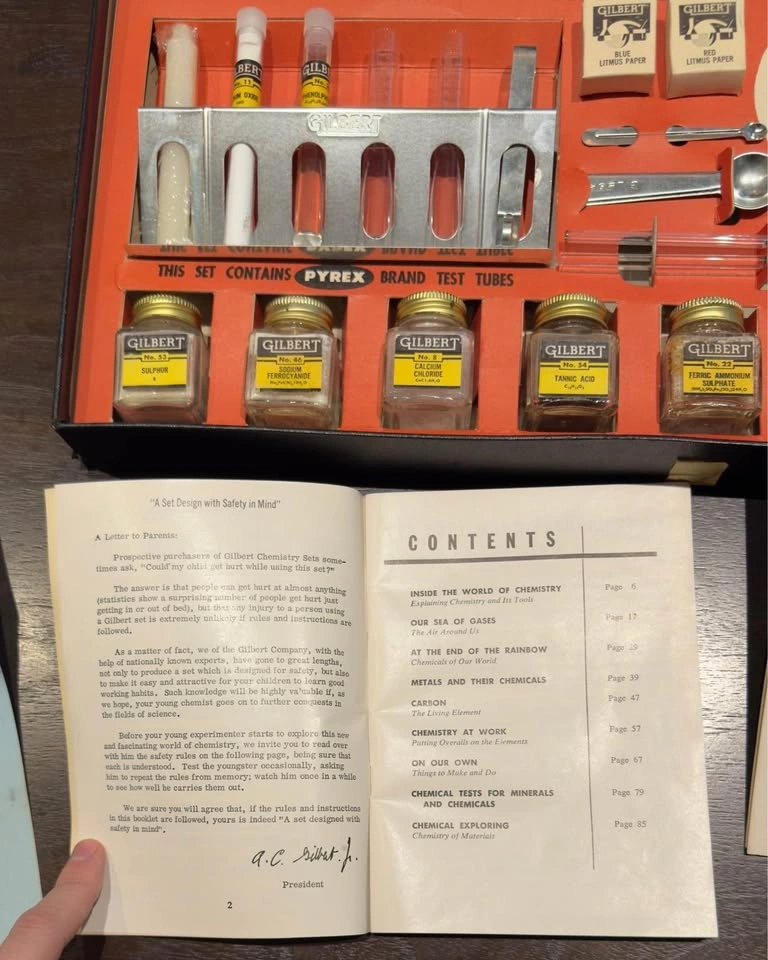 GILBERT
BLUE
LITMUS PAPER
GILBERT
RED
LITMUS PAPER
GILBERT
No. 11
OXIDE
GILBERT
GILBERT
THIS SET CONTAINS PYREX BRAND TEST TUBES
GILBERT
No. 53
SULPHUR
S
GILBERT
No. 46
SODIUM
FERROCYANIDE
GILBERT
No. 8
CALCIUM
CHLORIDE
GILBERT
No. 54
TANNIC ACID
GILBERT
No. 22
FERRIC AMMONIUM
SULPHATE
"A Set Design with Safety in Mind"
A Letter to Parents:
Prospective purchasers of Gilbert Chemistry Sets some-
times ask, "Could my child get hurt while using this set?"
The answer is that people can get hurt at almost anything
(statistics show a surprising number of people get hurt just
getting in or out of bed), but that any injury to a person using
a Gilbert set is extremely unlikely if rules and instructions are
followed.
As a matter of fact, we of the Gilbert Company, with the
help of nationally known experts, have gone to great lengths,
not only to produce a set which is designed for safety, but also
to make it easy and attractive for your children to learn good
working habits. Such knowledge will be highly valuable if, as
we hope, your young chemist goes on to further conquests in
the fields of science.
Before your young experimenter starts to explore this new
and fascinating world of chemistry, we invite you to read over
with him the safety rules on the following page, being sure that
each is understood. Test the youngster occasionally, asking
him to repeat the rules from memory; watch him once in a while
to see how well he carries them out.
We are sure you will agree, that if the rules and instructions
in this booklet are followed, yours is indeed "A set designed with
safety in mind".
A.C. Gilbert, Jr.
President
2
CONTENTS
INSIDE THE WORLD OF CHEMISTRY Page 6
Explaining Chemistry and Its Tools
OUR SEA OF GASES Page 17
The Air Around Us
AT THE END OF THE RAINBOW Page 29
Chemicals of Our World
METALS AND THEIR CHEMICALS Page 39
CARBON Page 47
The Living Element
CHEMISTRY AT WORK Page 57
Putting Overalls on the Elements
ON OUR OWN Page 67
Things to Make and Do
CHEMICAL TESTS FOR MINERALS Page 79
AND CHEMICALS
CHEMICAL EXPLORING Page 85
Chemistry of Materials